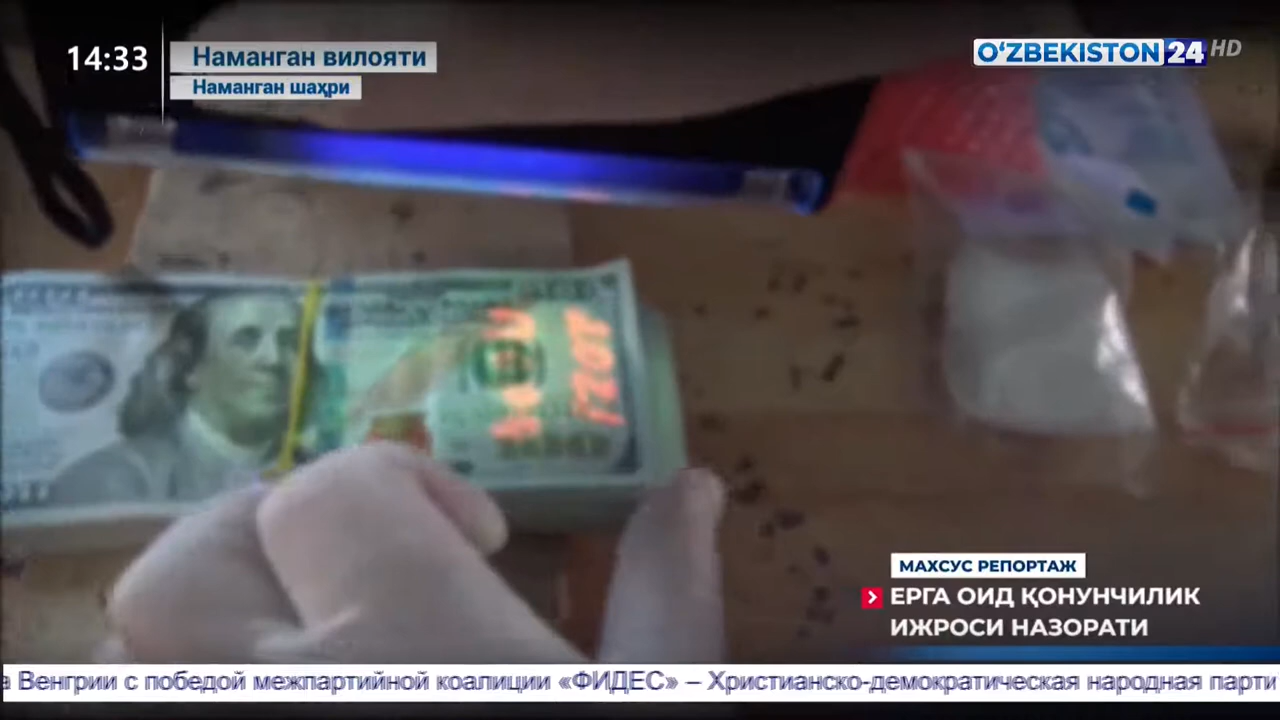 14:33
Наманган вилояти
Наманган шаҳри
OʻZBEKISTON 24 HD
МАХСУС РЕПОРТАЖ
ЕРГА ОИД ҚОНУНЧИЛИК
ИЖРОСИ НАЗОРАТИ
а Венгрии с победой межпартийной коалиции «ФИДЕС» – Христианско-демократическая народная парти